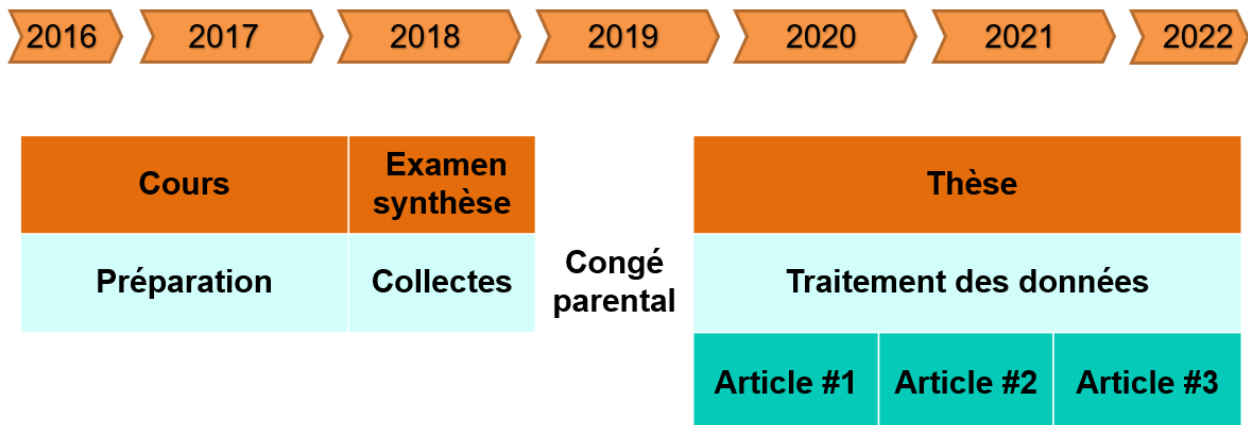 2016 2017 2018 2019 2020 2021 2022
Cours
Examen
synthèse
Thèse
Préparation
Collectes
Congé
parental
Traitement des données
Article #1 Article #2 Article #3